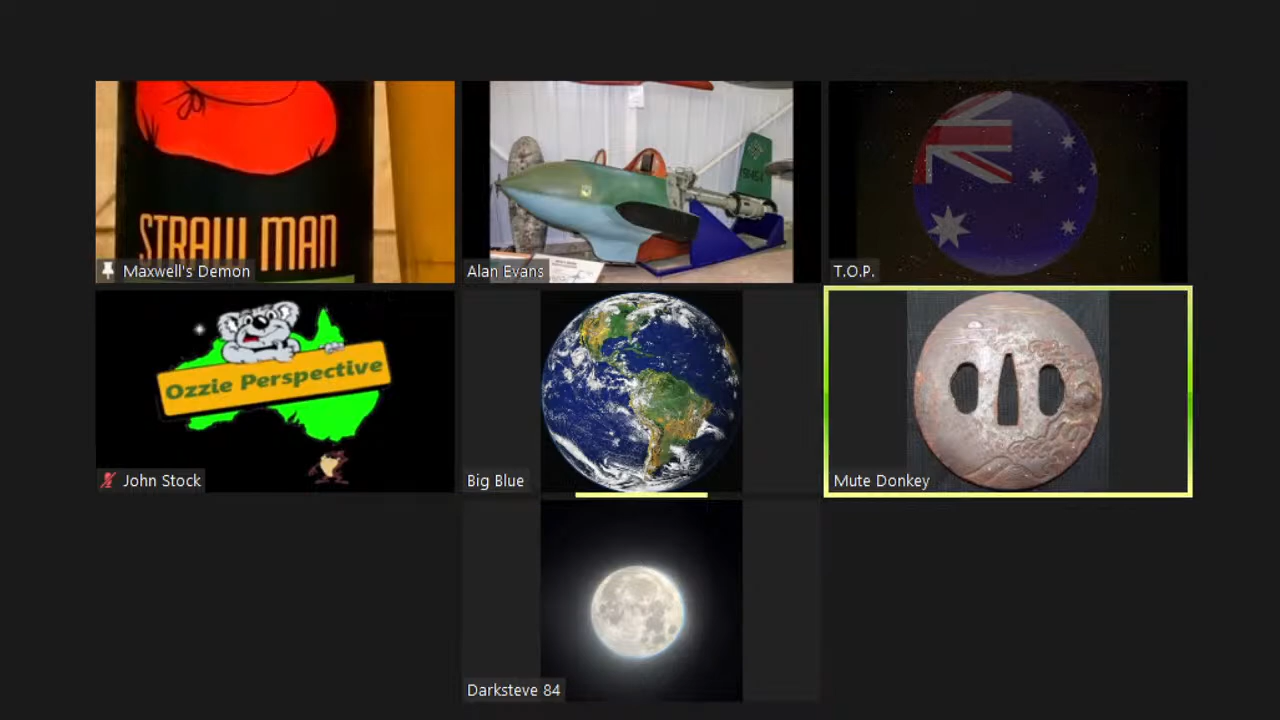 STRAW MAN
Maxwell's Demon
Alan Evans
T.O.P.
Ozzie Perspective
John Stock
Big Blue
Mute Donkey
Darksteve 84